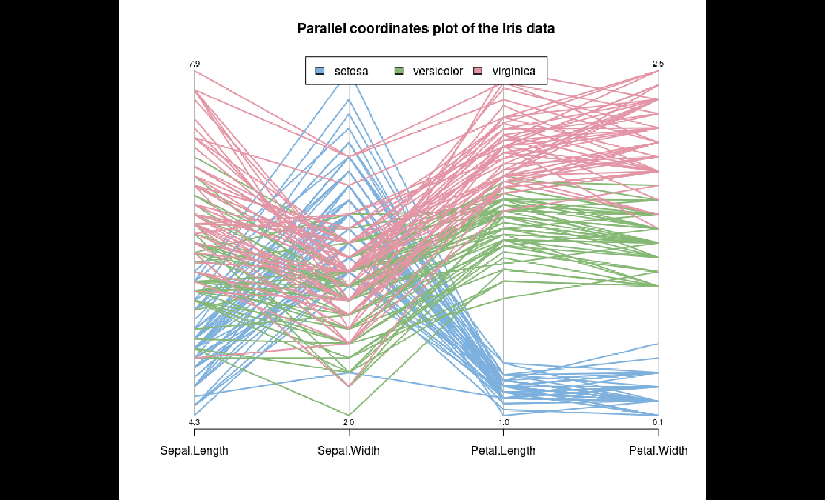 Parallel coordinates plot of the Iris data
setosa versicolor virginica
7.9 2.5
4.3 2.0 1.0 0.1
Sepal.Length Sepal.Width Petal.Length Petal.Width